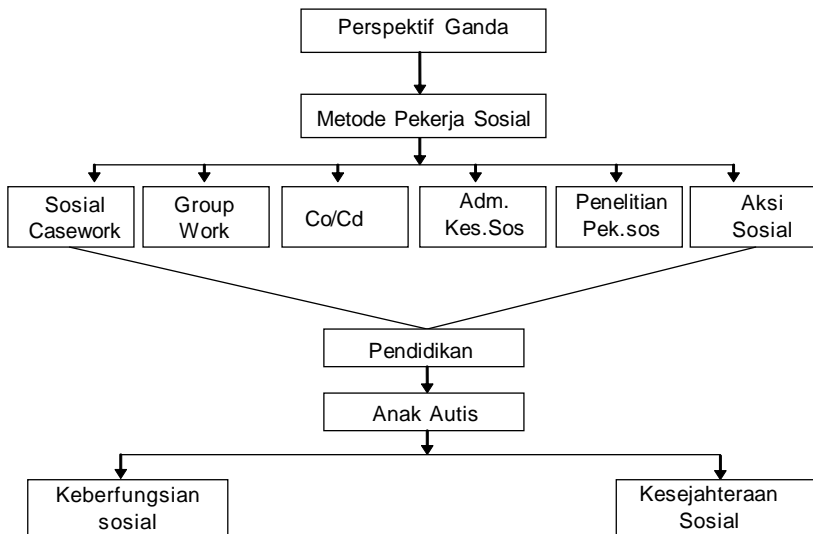 Perspektif Ganda
Metode Pekerja Sosial
Sosial
Casework
Group
Work
Co/Cd
Adm.
Kes.Sos
Penelitian
Pek.sos
Aksi
Sosial
Pendidikan
Anak Autis
Keberfungsian
sosial
Kesejahteraan
Sosial